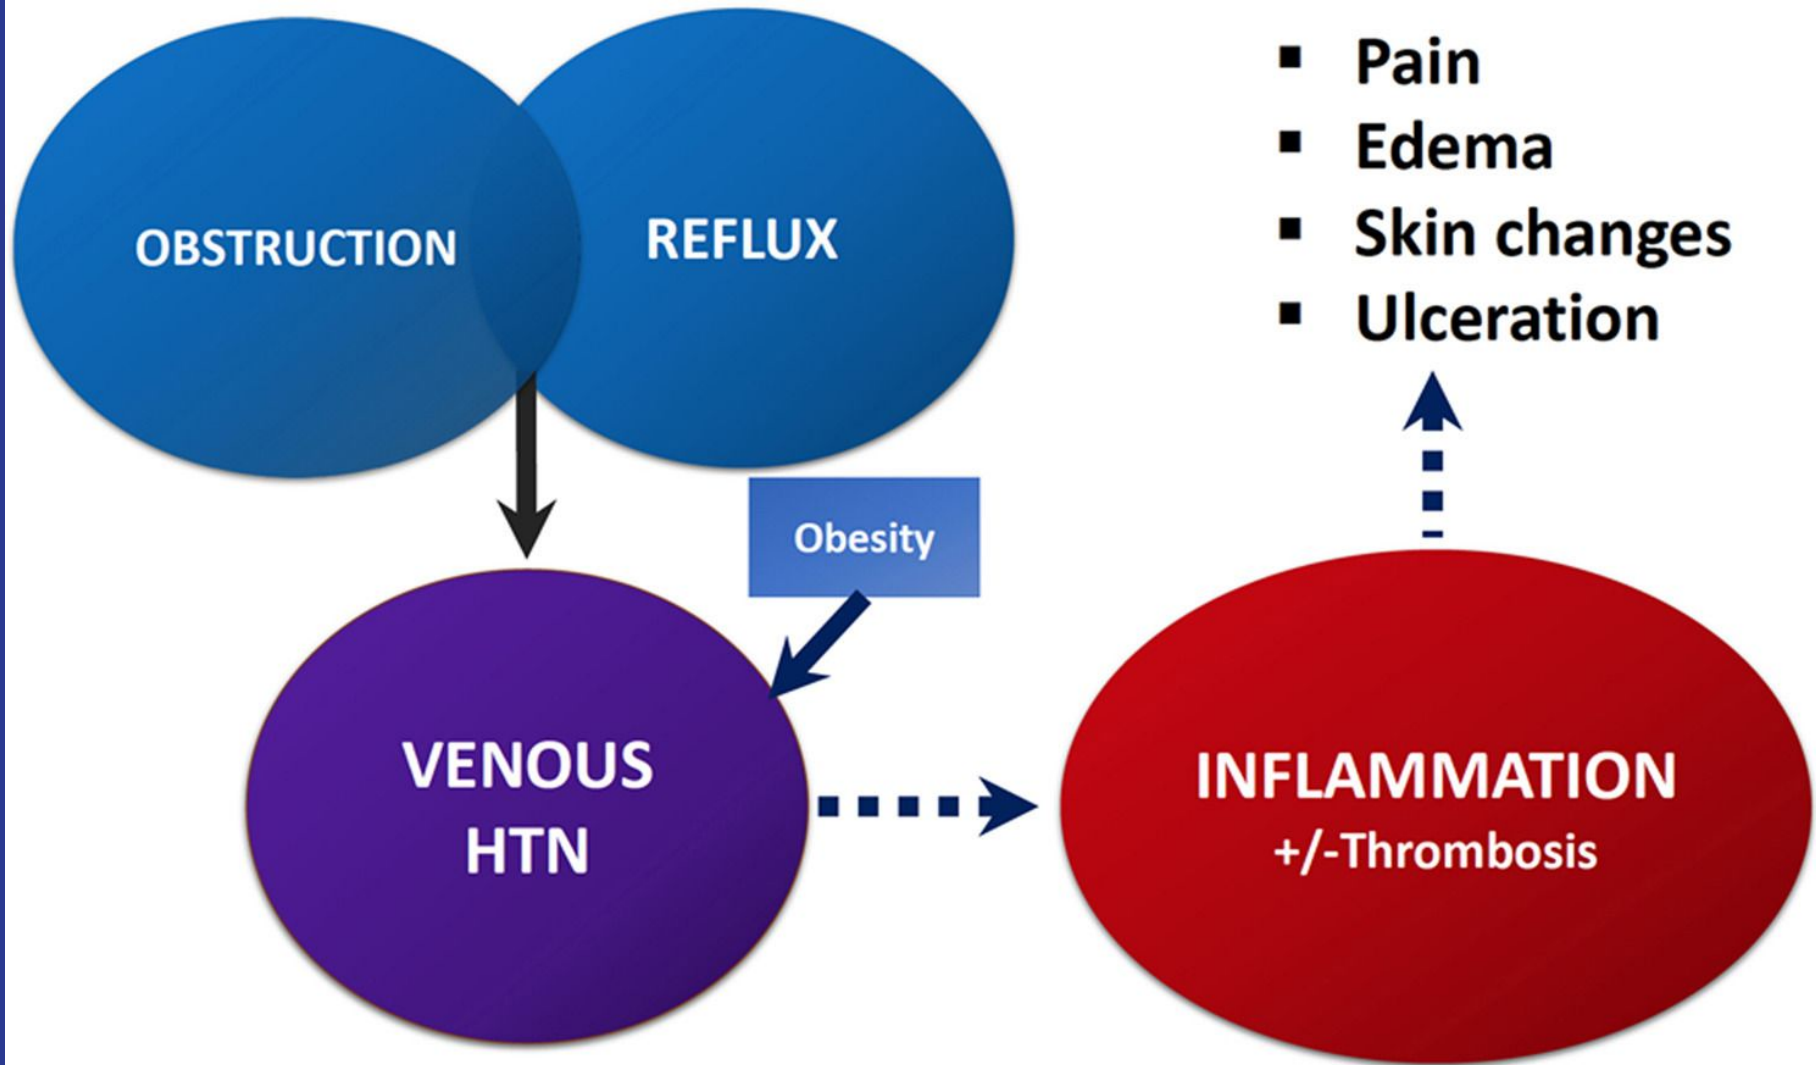 OBSTRUCTION
REFLUX
▪ Pain
▪ Edema
▪ Skin changes
▪ Ulceration
Obesity
VENOUS
HTN
INFLAMMATION
+/-Thrombosis